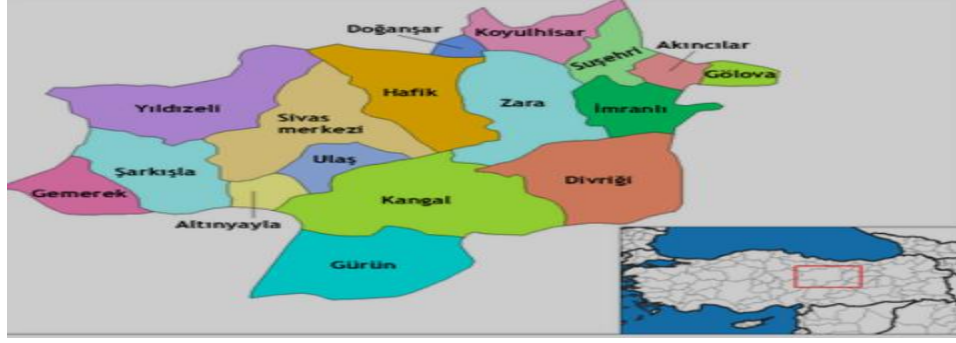 Doğanşar
Koyulhisar
Suşehri
Akıncılar
Gölova
Yıldızeli
Hafik
Zara
İmranlı
Sivas
merkezi
Ulaş
Şarkışla
Gemerek
Divriği
Kangal
Altınyayla
Gürün